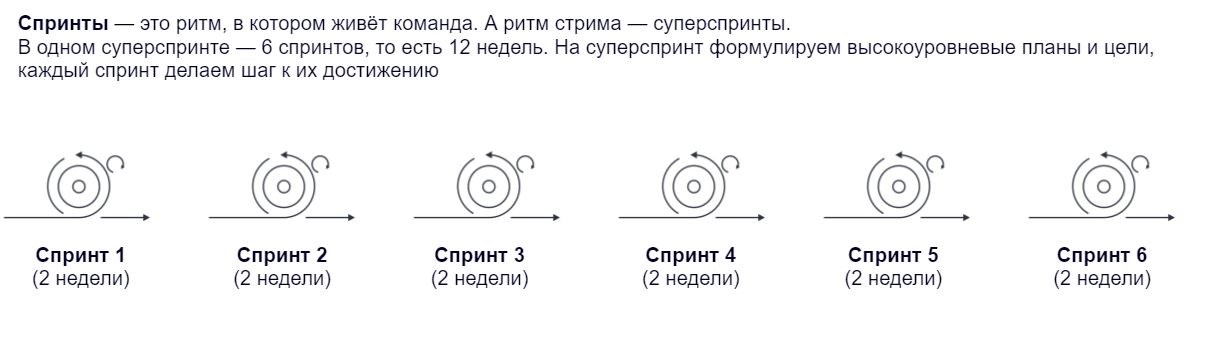 Спринты — это ритм, в котором живёт команда. А ритм стрима — суперспринты.
В одном суперспринте — 6 спринтов, то есть 12 недель. На суперспринт формулируем высокоуровневые планы и цели,
каждый спринт делаем шаг к их достижению
Спринт 1
(2 недели)
Спринт 2
(2 недели)
Спринт 3
(2 недели)
Спринт 4
(2 недели)
Спринт 5
(2 недели)
Спринт 6
(2 недели)